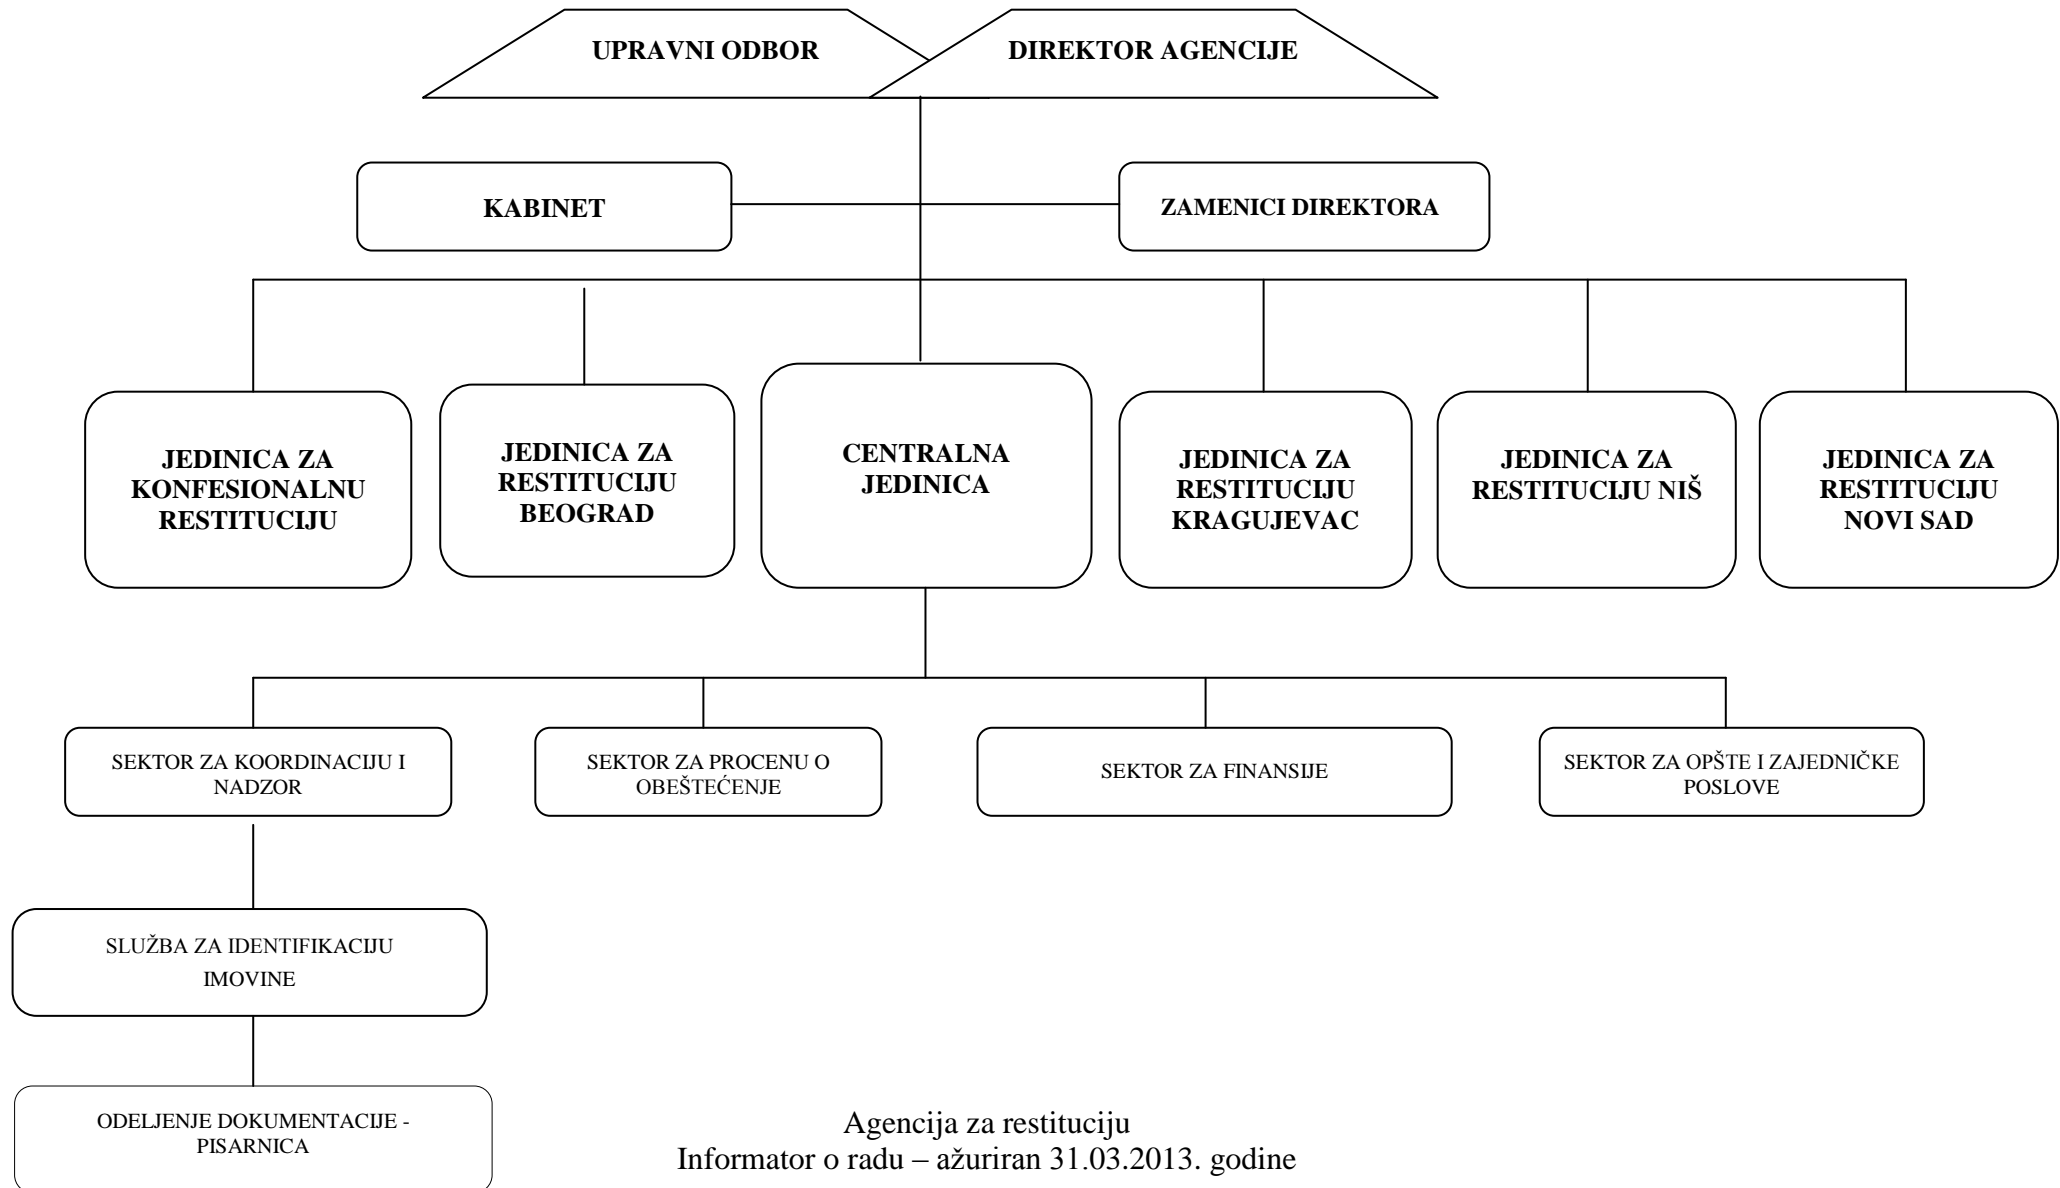 UPRAVNI ODBOR
DIREKTOR AGENCIJE
KABINET
ZAMENICI DIREKTORA
JEDINICA ZA
KONFESIONALNU
RESTITUCIJU
JEDINICA ZA
RESTITUCIJU
BEOGRAD
CENTRALNA
JEDINICA
JEDINICA ZA
RESTITUCIJU
KRAGUJEVAC
JEDINICA ZA
RESTITUCIJU NIŠ
JEDINICA ZA
RESTITUCIJU
NOVI SAD
SEKTOR ZA KOORDINACIJU I
NADZOR
SEKTOR ZA PROCENU O
OBEŠTEĆENJE
SEKTOR ZA FINANSIJE
SEKTOR ZA OPŠTE I ZAJEDNIČKE
POSLOVE
SLUŽBA ZA IDENTIFIKACIJU
IMOVINE
ODELJENJE DOKUMENTACIJE -
PISARNICA
Agencija za restituciju
Informator o radu – ažuriran 31.03.2013. godine